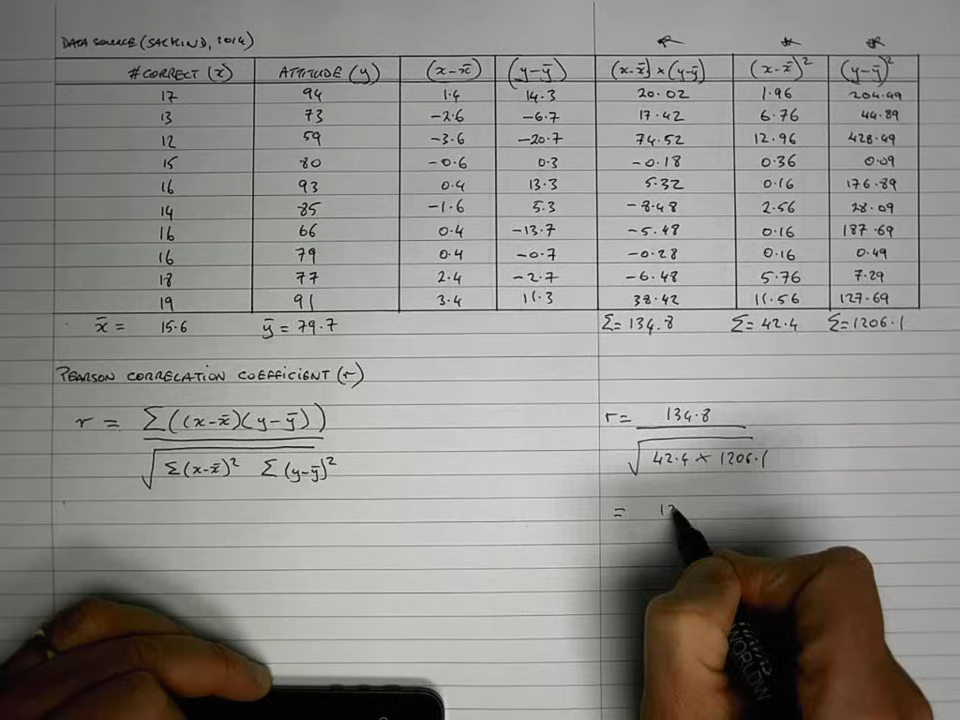 DATA SOURCE (SALKIND, 2014)
# CORRECT (x) ATTITUDE (y) (x-x̄) (y-ȳ) (x-x̄)×(y-ȳ) (x-x̄)² (y-ȳ)²
17 94 1.4 14.3 20.02 1.96 204.49
13 73 -2.6 -6.7 17.42 6.76 44.89
12 59 -3.6 -20.7 74.52 12.96 428.49
15 80 -0.6 0.3 -0.18 0.36 0.09
16 93 0.4 13.3 5.32 0.16 176.89
14 85 -1.6 5.3 -8.48 2.56 28.09
16 66 0.4 -13.7 -5.48 0.16 187.69
16 79 0.4 -0.7 -0.28 0.16 0.49
18 77 2.4 -2.7 -6.48 5.76 7.29
19 91 3.4 11.3 38.42 11.56 127.69
x̄ = 15.6 ȳ = 79.7 Σ = 134.8 Σ = 42.4 Σ = 1206.1
PEARSON CORRELATION COEFFICIENT (r)
r = Σ((x-x̄)(y-ȳ)) r = 134.8
√Σ(x-x̄)² Σ(y-ȳ)² √42.4 × 1206.1
= 13
WORLDW